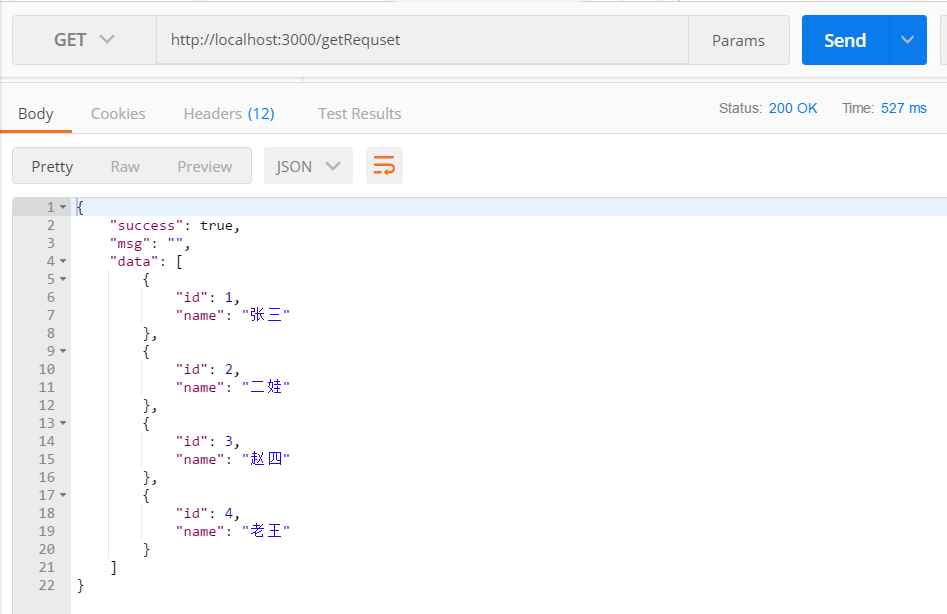 GET http://localhost:3000/getRequset Params Send
Body Cookies Headers (12) Test Results Status: 200 OK Time: 527 ms
Pretty Raw Preview JSON
1 {
2 "success": true,
3 "msg": "",
4 "data": [
5 {
6 "id": 1,
7 "name": "张三"
8 },
9 {
10 "id": 2,
11 "name": "二娃"
12 },
13 {
14 "id": 3,
15 "name": "赵四"
16 },
17 {
18 "id": 4,
19 "name": "老王"
20 }
21 ]
22 }